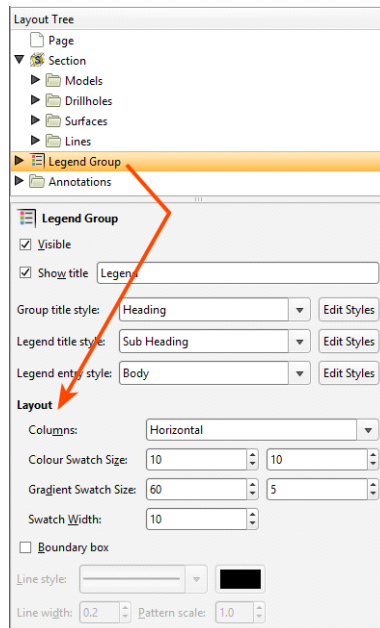 Layout Tree
Page
Section
Models
Drillholes
Surfaces
Lines
Legend Group
Annotations
Legend Group
Visible
Show title Legend
Group title style: Heading Edit Styles
Legend title style: Sub Heading Edit Styles
Legend entry style: Body Edit Styles
Layout
Columns: Horizontal
Colour Swatch Size: 10 10
Gradient Swatch Size: 60 5
Swatch Width: 10
Boundary box
Line style:
Line width: 0.2 Pattern scale: 1.0